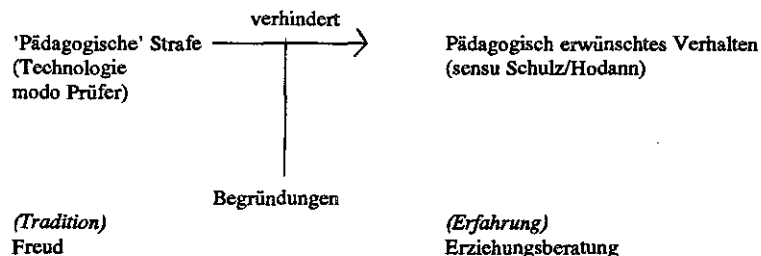 verhindert
'Pädagogische' Strafe
(Technologie
modo Prüfer)
Pädagogisch erwünschtes Verhalten
(sensu Schulz/Hodann)
Begründungen
(Tradition)
Freud
(Erfahrung)
Erziehungsberatung